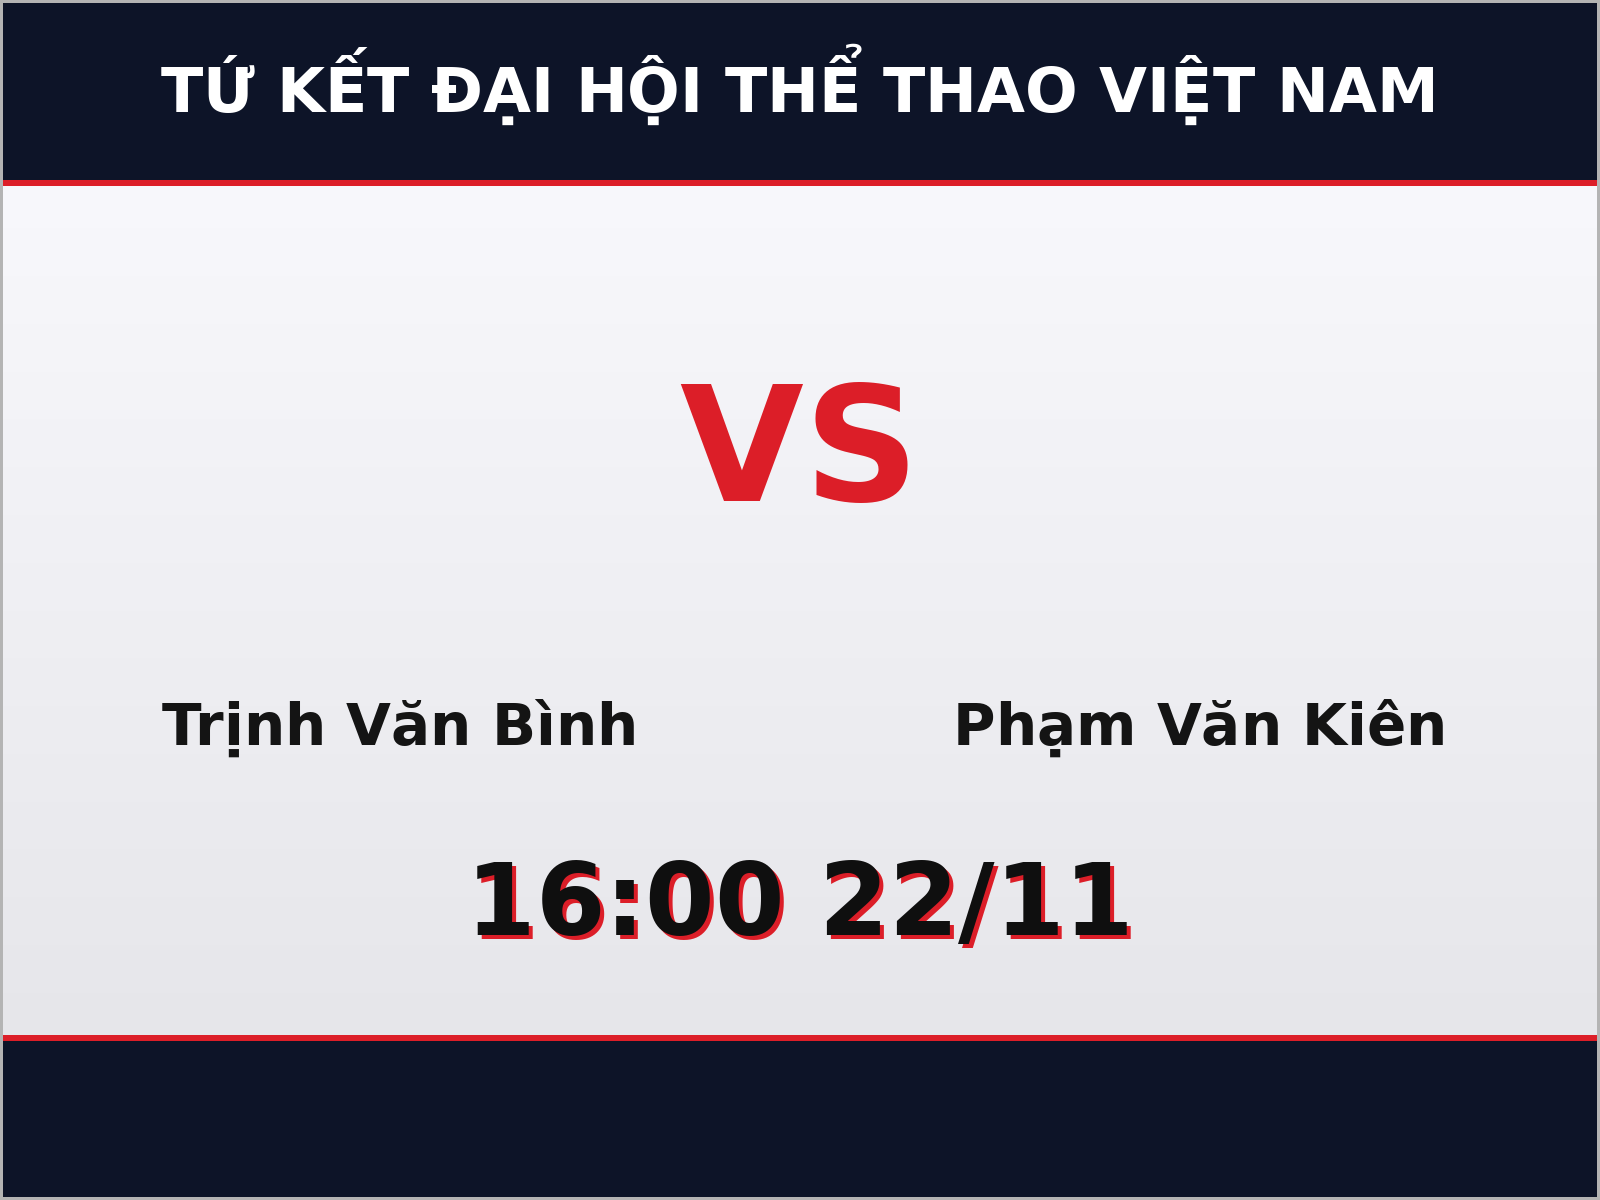 TỨ KẾT ĐẠI HỘI THỂ THAO VIỆT NAM
VS
Trịnh Văn Bình
Phạm Văn Kiên
16:00 22/11